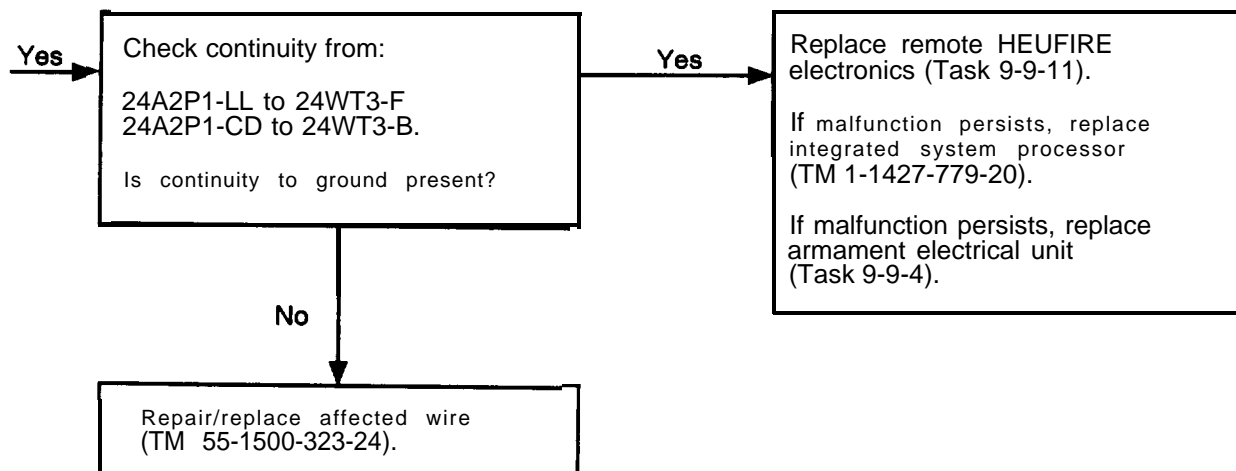 Yes
Check continuity from:
24A2P1-LL to 24WT3-F
24A2P1-CD to 24WT3-B.
Is continuity to ground present?
Yes
Replace remote HEUFIRE
electronics (Task 9-9-11).
If malfunction persists, replace
integrated system processor
(TM 1-1427-779-20).
If malfunction persists, replace
armament electrical unit
(Task 9-9-4).
No
Repair/replace affected wire
(TM 55-1500-323-24).